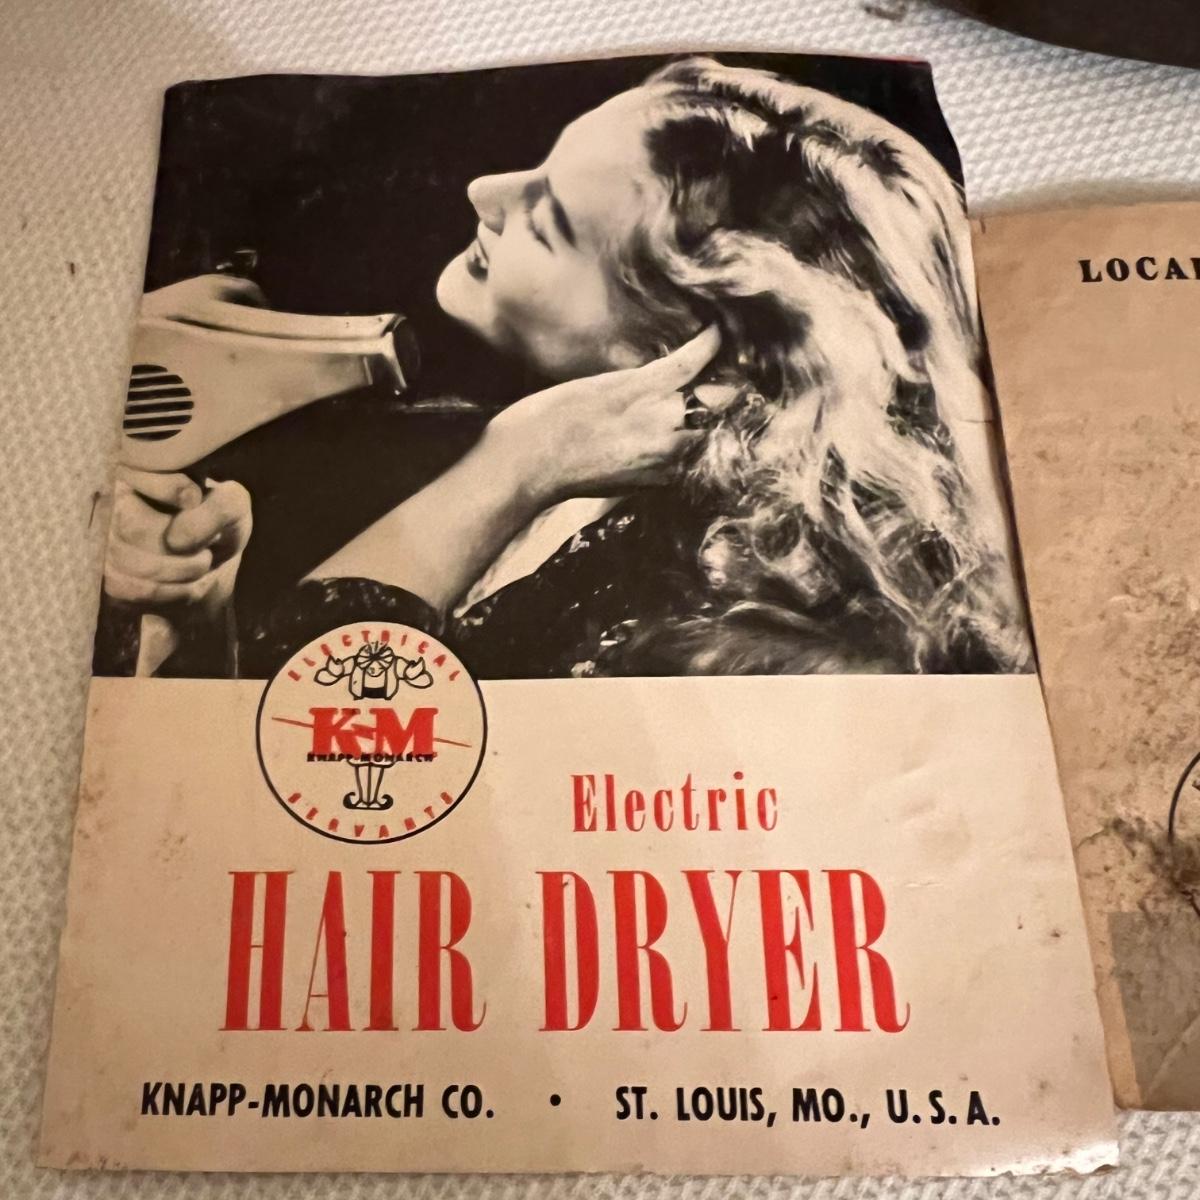 ELECTRICAL
K-M
KNAPP-MONARCH
SERVANTS
Electric
HAIR DRYER
KNAPP-MONARCH CO. • ST. LOUIS, MO., U.S.A.
LOCA